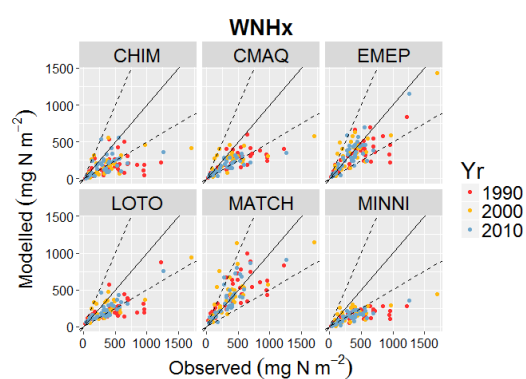 WNHx
CHIM CMAQ EMEP
1500
1000
500
0
LOTO MATCH MINNI
1500
1000
500
0
0 500 1000 1500 0 500 1000 1500 0 500 1000 1500
Modelled (mg N m⁻²)
Observed (mg N m⁻²)
Yr
1990
2000
2010